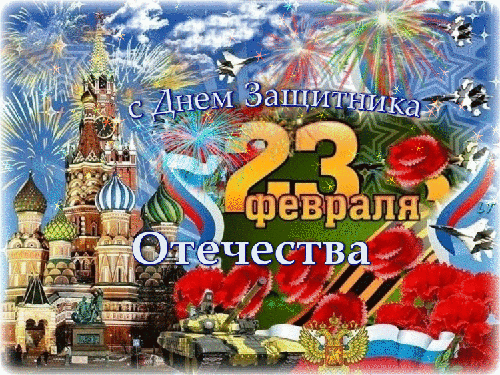 с Днем Защитника
23
февраля
Отечества